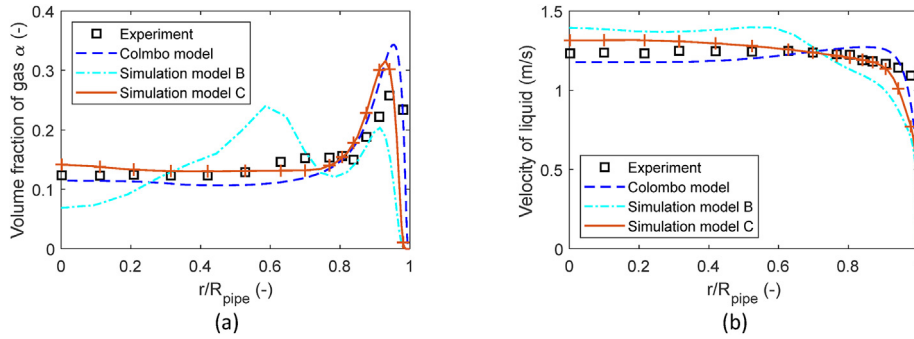 0.4
0.3
0.2
0.1
0
Volume fraction of gas α (-)
Experiment
Colmbo model
Simulation model B
Simulation model C
0 0.2 0.4 0.6 0.8 1
r/Rpipe (-)
(a)
1.5
1
0.5
0
Velocity of liquid (m/s)
Experiment
Colombo model
Simulation model B
Simulation model C
0 0.2 0.4 0.6 0.8
r/Rpipe (-)
(b)